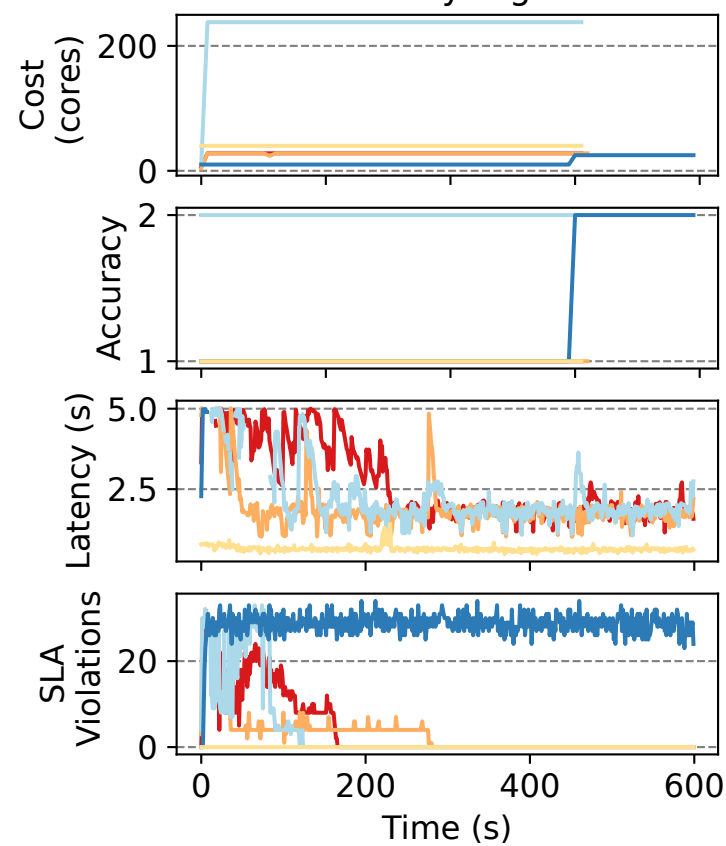 Cost
(cores)
200
0
Accuracy
2
1
Latency (s)
5.0
2.5
SLA
Violations
20
0
0
200
400
600
Time (s)